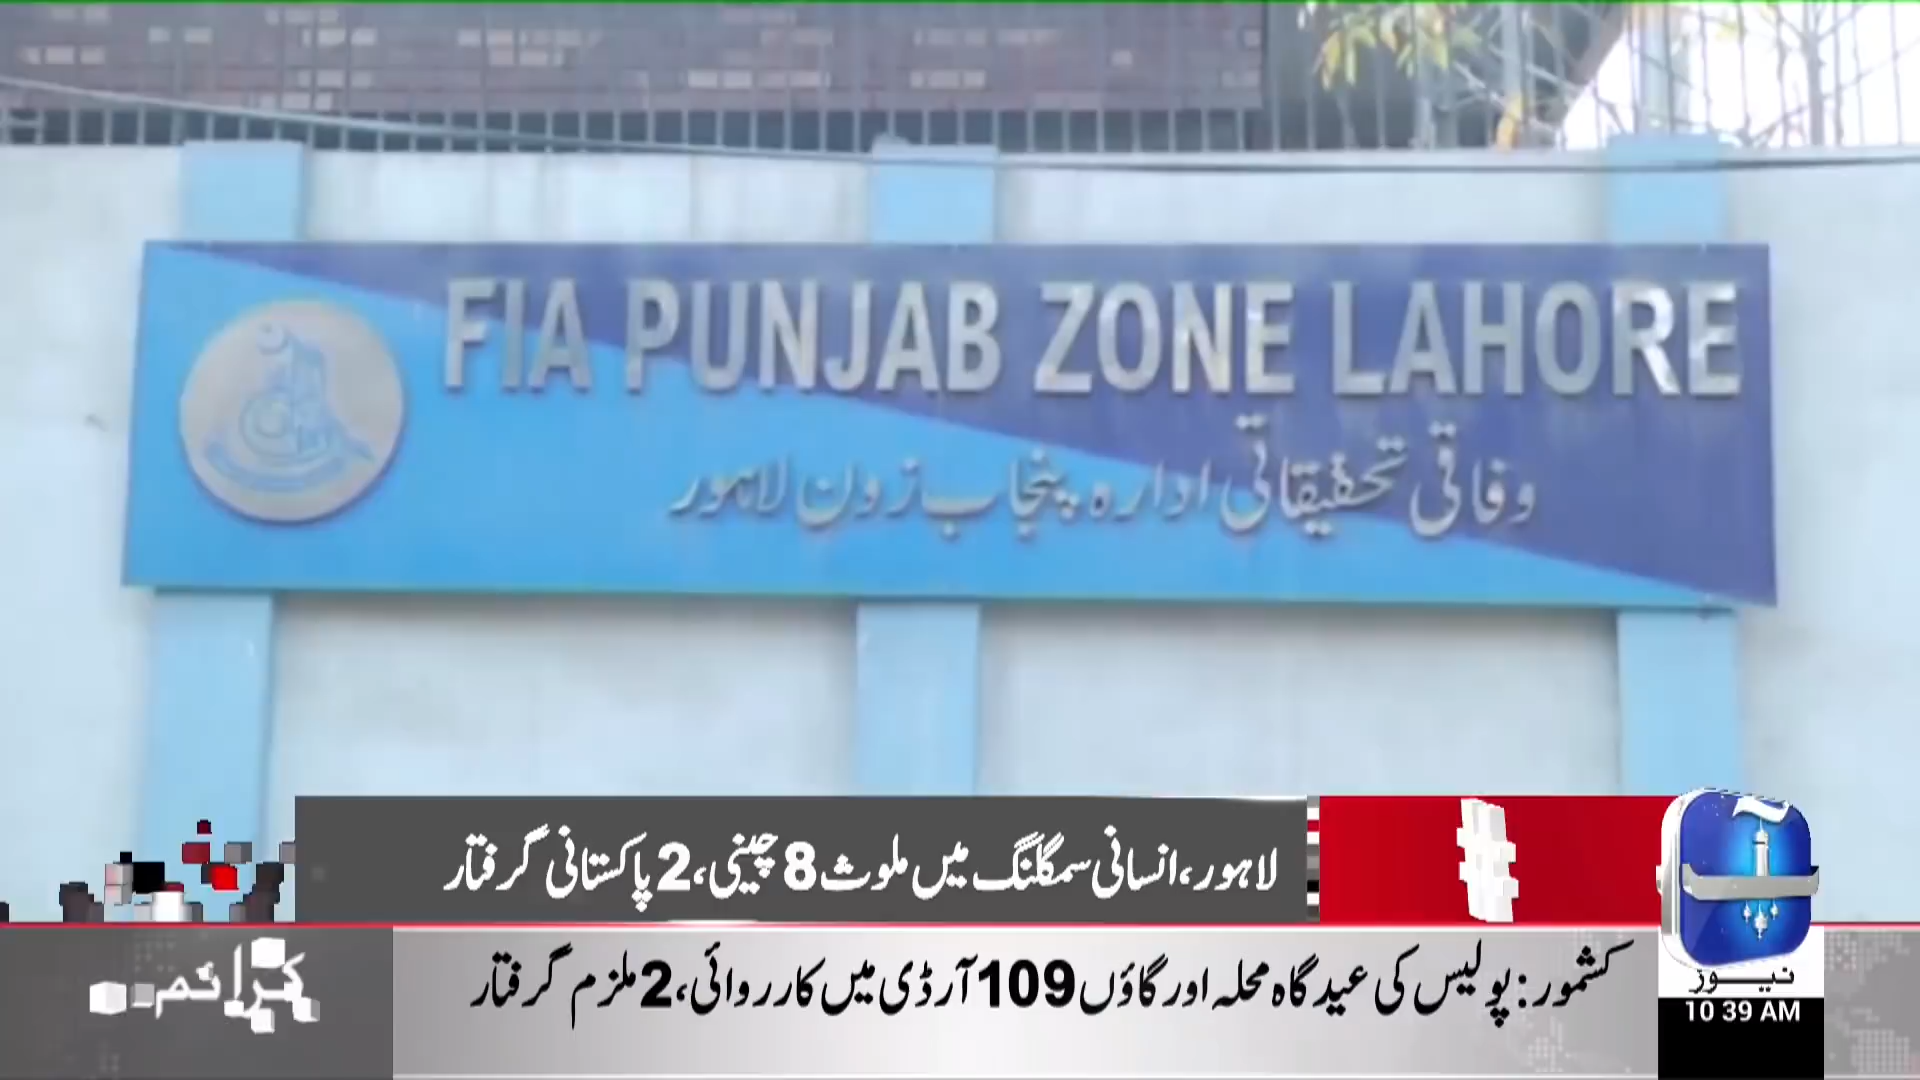 FIA PUNJAB ZONE LAHORE
وفاقی تحقیقاتی ادارہ پنجاب زون لاہور
لاہور، انسانی سمگلنگ میں ملوث 8 چینی، 2 پاکستانی گرفتار
کشمور: پولیس کی عیدگاہ محلہ اور گاؤں 109 آر ڈی میں کارروائی، 2 ملزم گرفتار
کرائم
نیوز
10 39 AM